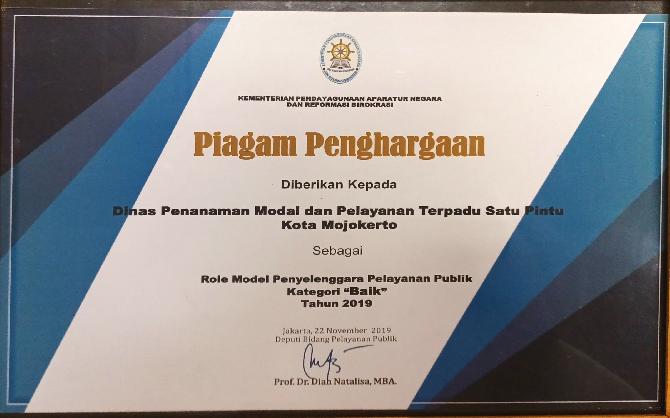 KEMENTERIAN PENDAYAGUNAAN APARATUR NEGARA
DAN REFORMASI BIROKRASI
Piagam Penghargaan
Diberikan Kepada
Dinas Penanaman Modal dan Pelayanan Terpadu Satu Pintu
Kota Mojokerto
Sebagai
Role Model Penyelenggara Pelayanan Publik
Kategori “Baik”
Tahun 2019
Jakarta, 22 November 2019
Deputi Bidang Pelayanan Publik
Prof. Dr. Diah Natalisa, MBA.